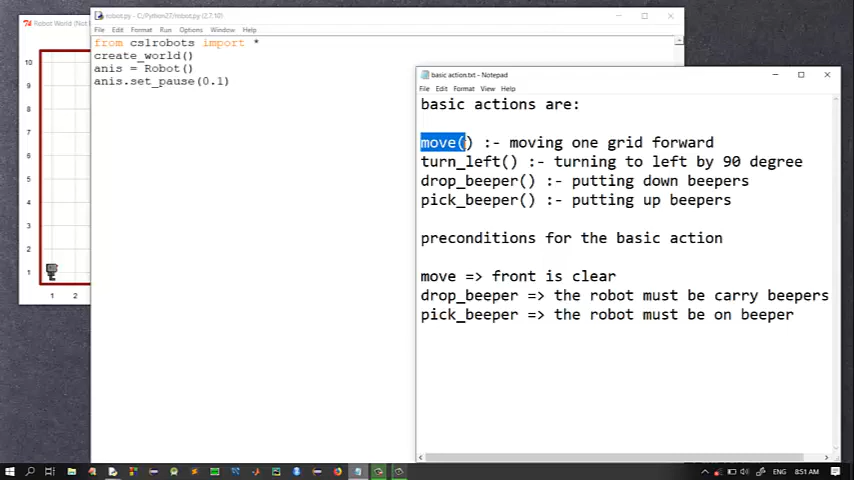 Robot World (Not
10
9
8
7
6
5
4
3
2
1
1
2
robot.py - C:/Python27/robot.py (2.7.10)
File Edit Format Run Options Window Help
from cs1robots import *
create_world()
anis = Robot()
anis.set_pause(0.1)
basic action.txt - Notepad
File Edit Format View Help
basic actions are:
move() :- moving one grid forward
turn_left() :- turning to left by 90 degree
drop_beeper() :- putting down beepers
pick_beeper() :- putting up beepers
preconditions for the basic action
move => front is clear
drop_beeper => the robot must be carry beepers
pick_beeper => the robot must be on beeper
ENG
8:51 AM